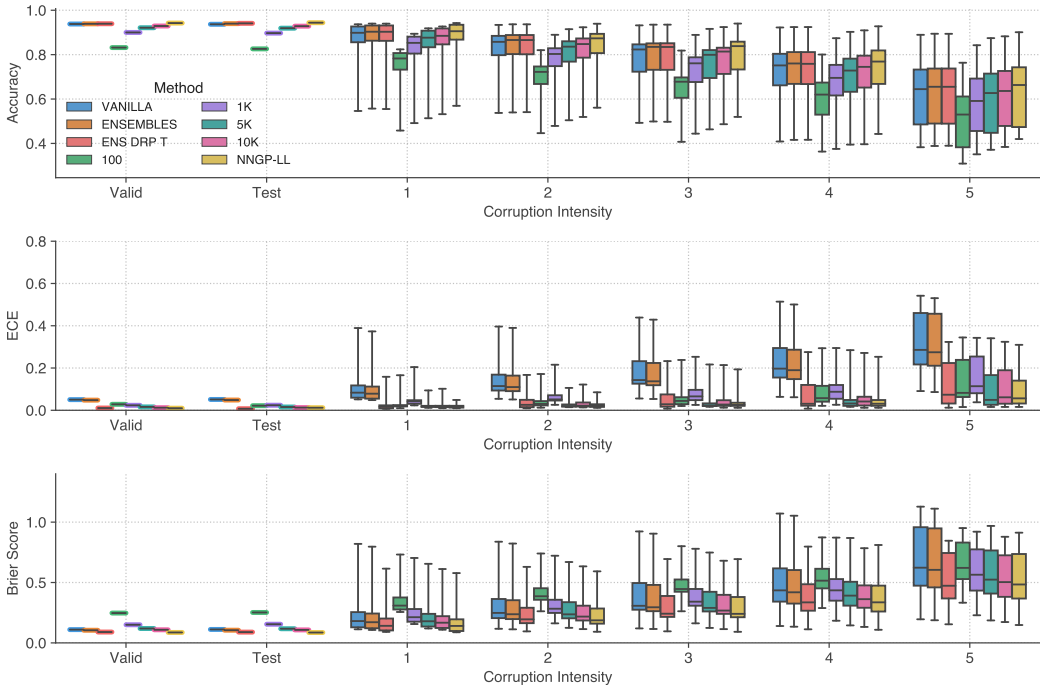 1.0
0.8
0.6
0.4
Accuracy
Method
VANILLA
ENSEMBLES
ENS DRP T
100
1K
5K
10K
NNGP-LL
Valid
Test
1
2
3
4
5
Corruption Intensity
0.8
0.6
0.4
0.2
0.0
ECE
Valid
Test
1
2
3
4
5
Corruption Intensity
1.0
0.5
0.0
Brier Score
Valid
Test
1
2
3
4
5
Corruption Intensity